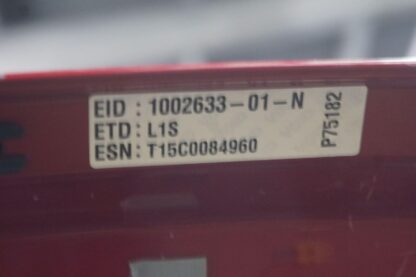 EID : 1002633-01-N
ETD : L1S
ESN : T15C0084960
P75182